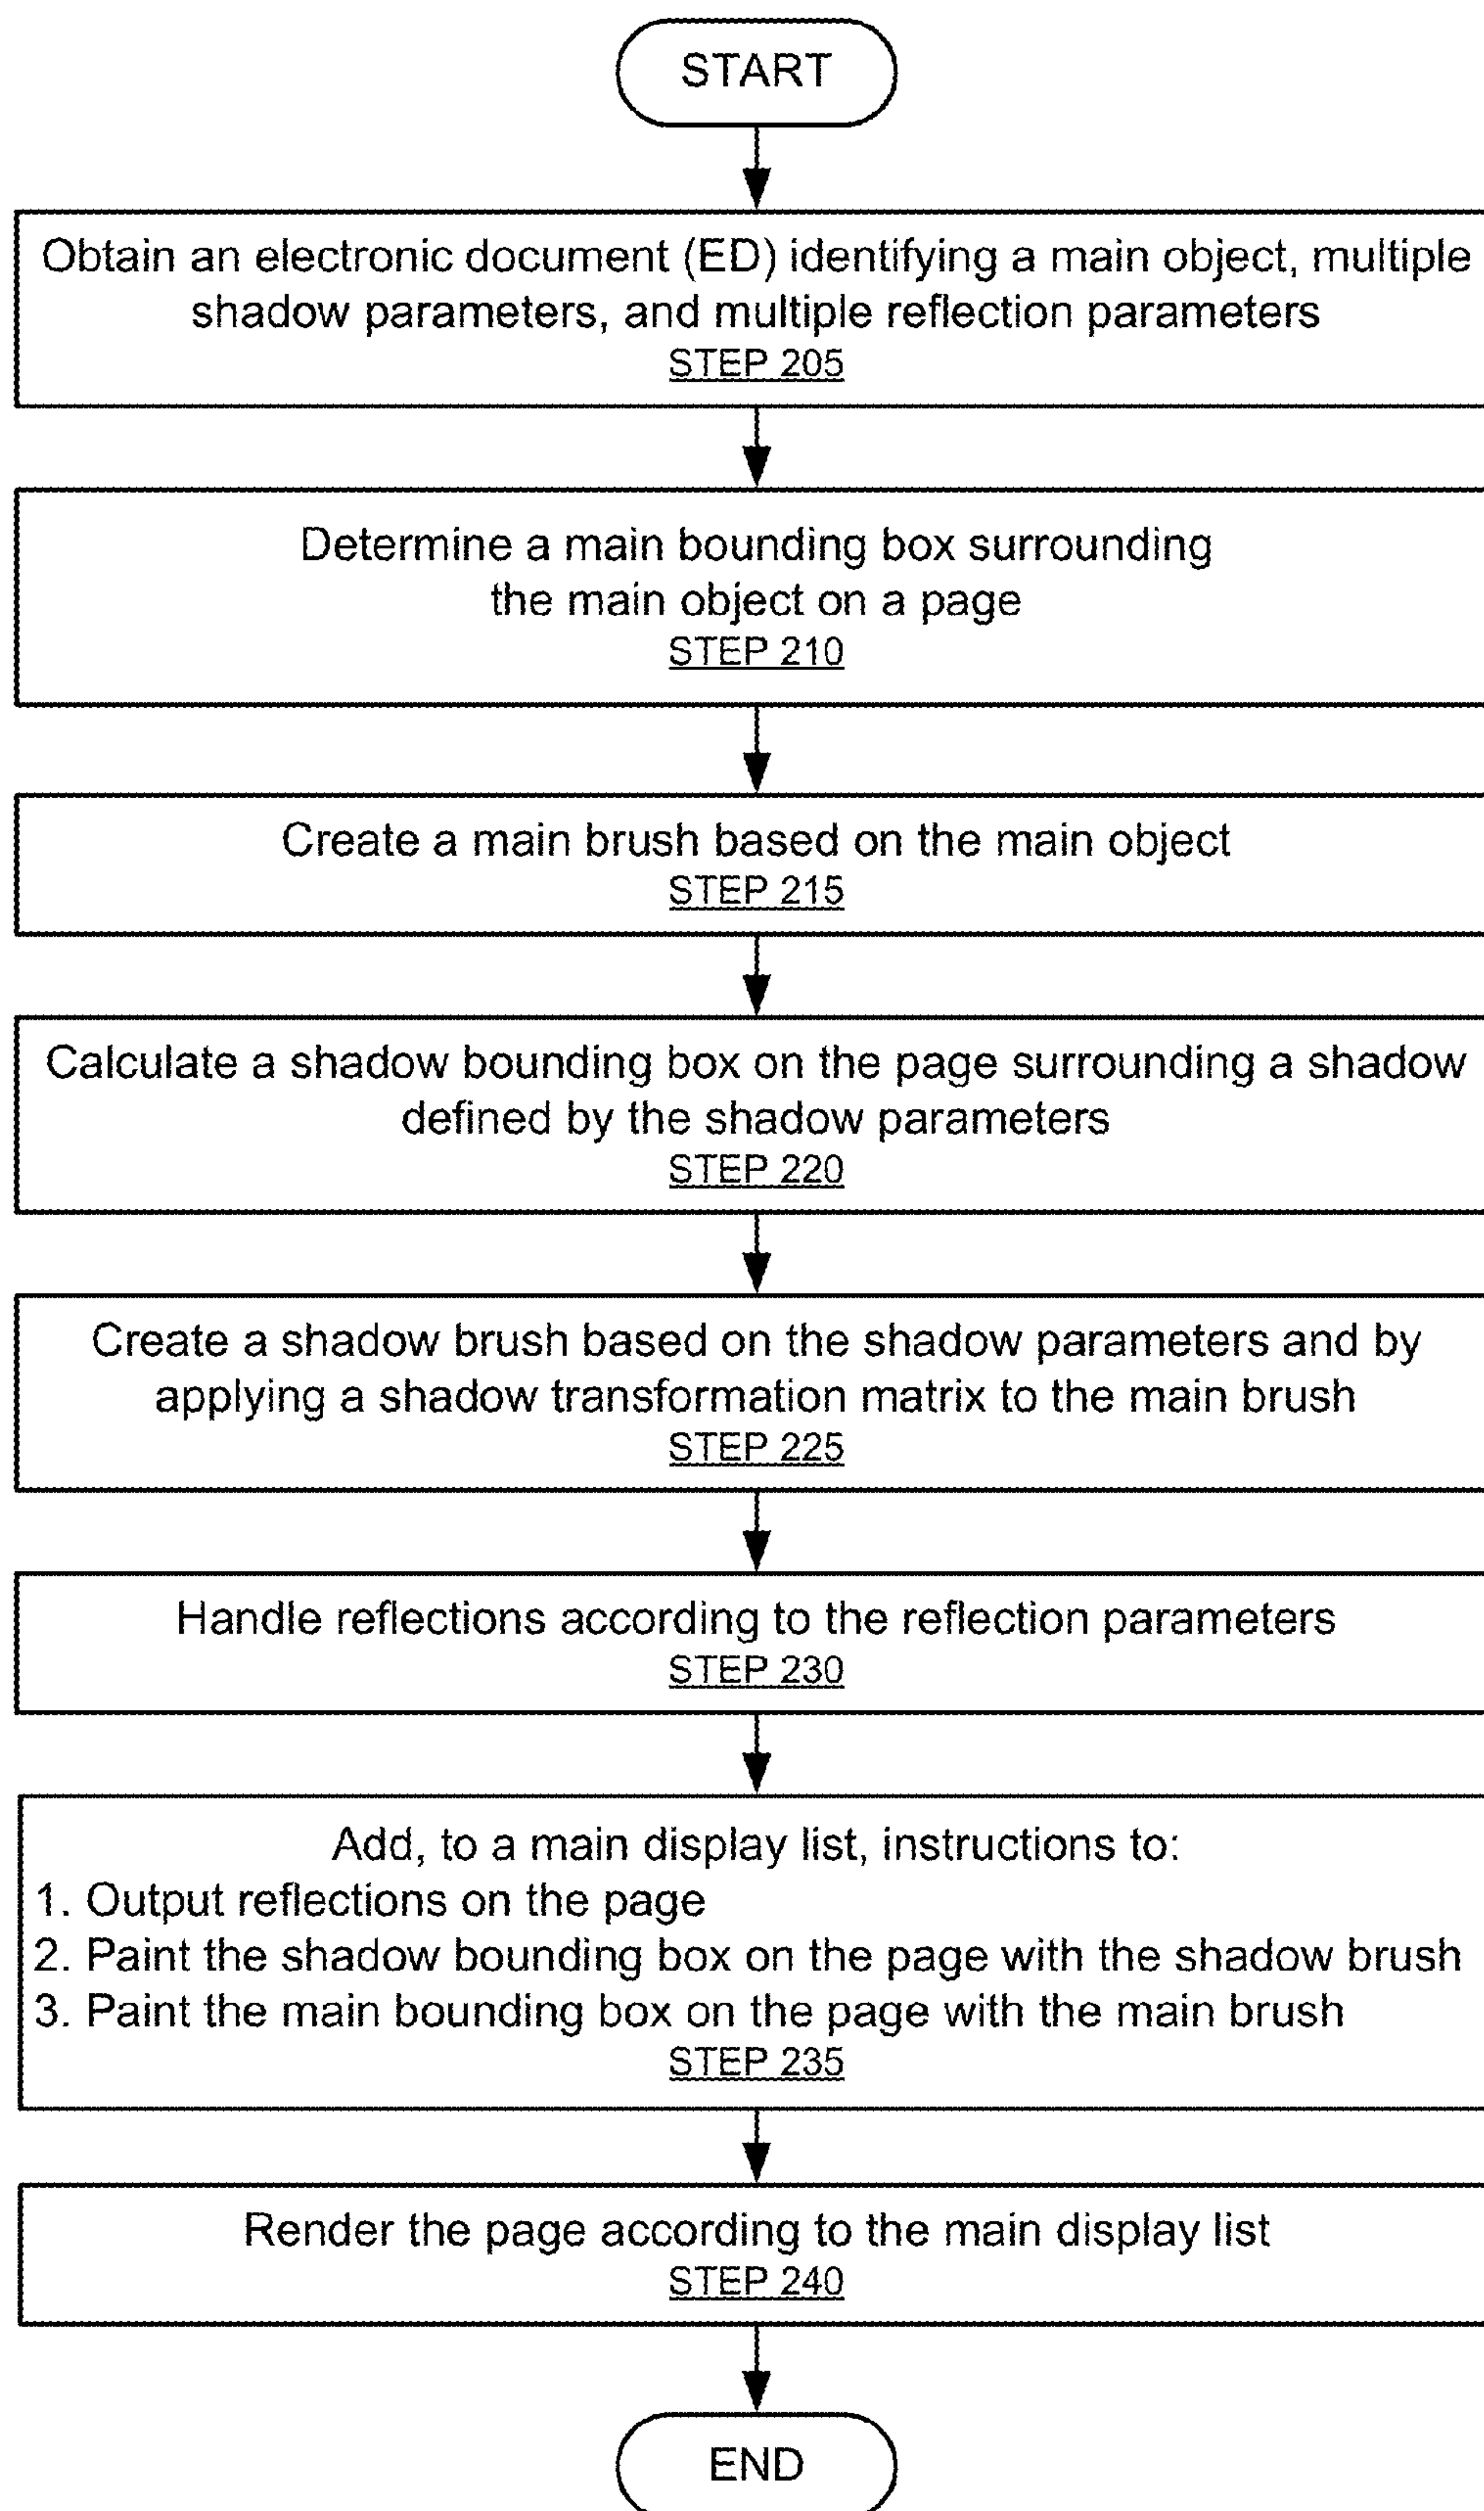 START
Obtain an electronic document (ED) identifying a main object, multiple
shadow parameters, and multiple reflection parameters
STEP 205
Determine a main bounding box surrounding
the main object on a page
STEP 210
Create a main brush based on the main object
STEP 215
Calculate a shadow bounding box on the page surrounding a shadow
defined by the shadow parameters
STEP 220
Create a shadow brush based on the shadow parameters and by
applying a shadow transformation matrix to the main brush
STEP 225
Handle reflections according to the reflection parameters
STEP 230
Add, to a main display list, instructions to:
1. Output reflections on the page
2. Paint the shadow bounding box on the page with the shadow brush
3. Paint the main bounding box on the page with the main brush
STEP 235
Render the page according to the main display list
STEP 240
END